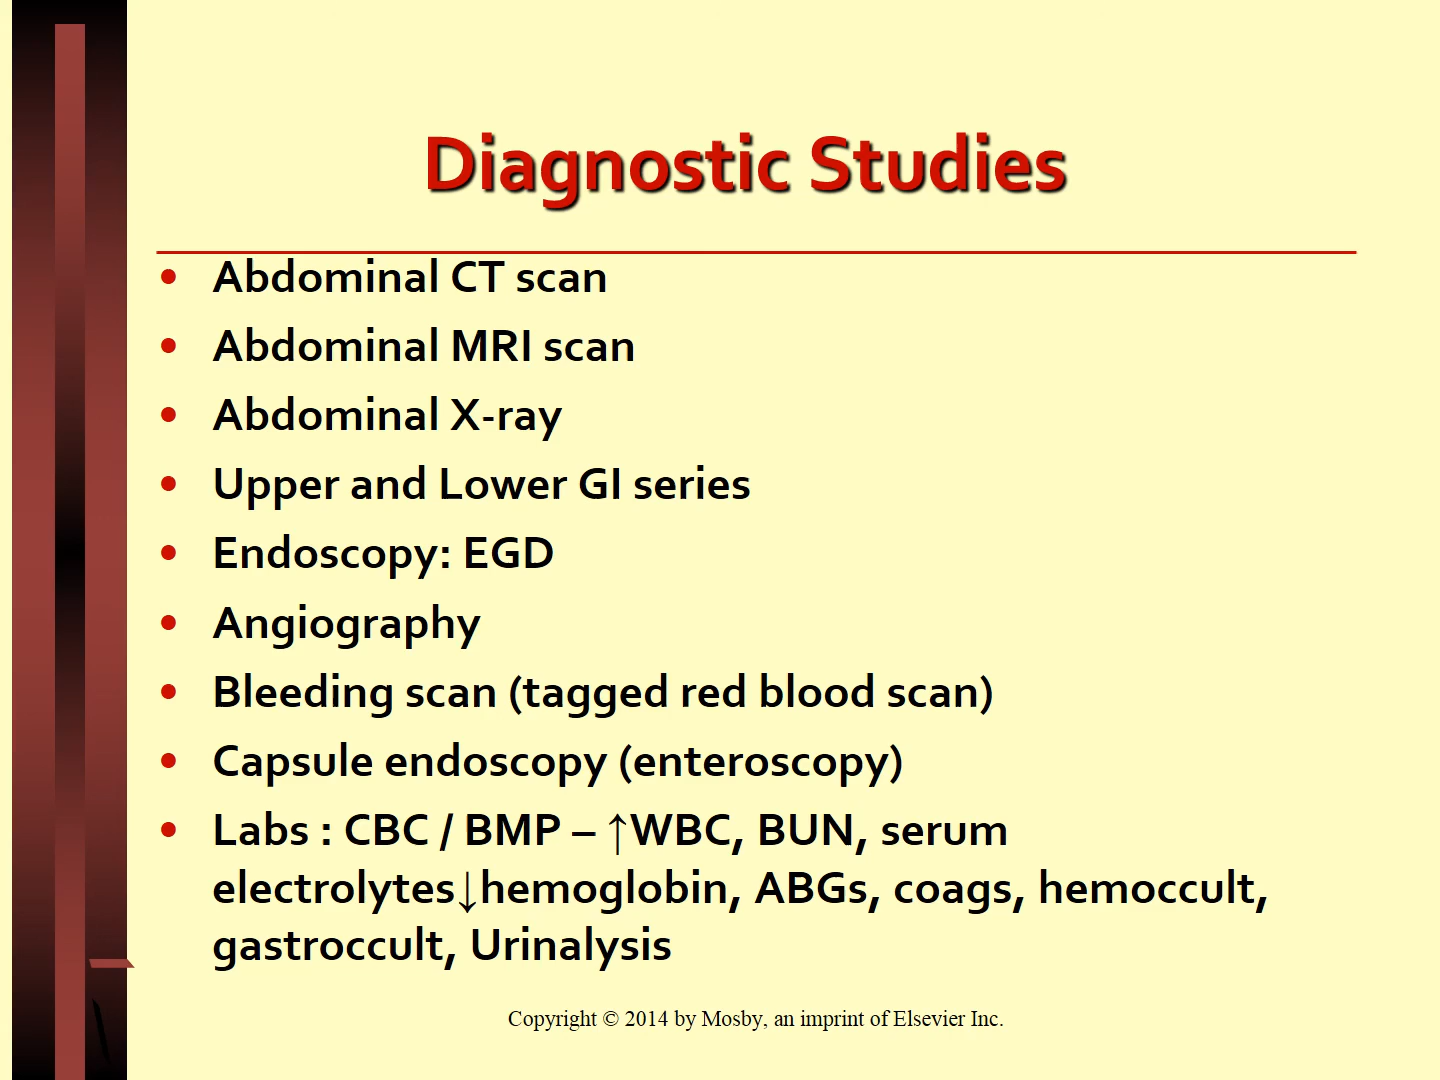 Diagnostic Studies
• Abdominal CT scan
• Abdominal MRI scan
• Abdominal X-ray
• Upper and Lower GI series
• Endoscopy: EGD
• Angiography
• Bleeding scan (tagged red blood scan)
• Capsule endoscopy (enteroscopy)
• Labs : CBC / BMP – ↑WBC, BUN, serum
electrolytes↓hemoglobin, ABGs, coags, hemoccult,
gastroccult, Urinalysis
Copyright © 2014 by Mosby, an imprint of Elsevier Inc.